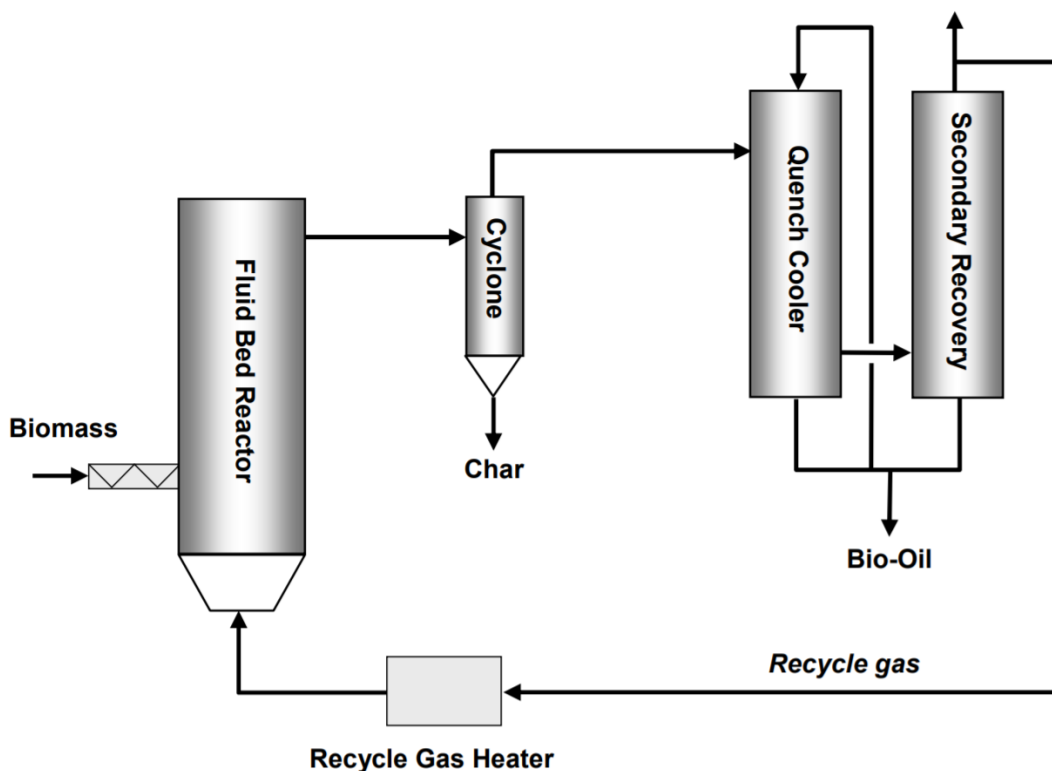 Biomass
Fluid Bed Reactor
Cyclone
Char
Quench Cooler
Secondary Recovery
Bio-Oil
Recycle gas
Recycle Gas Heater